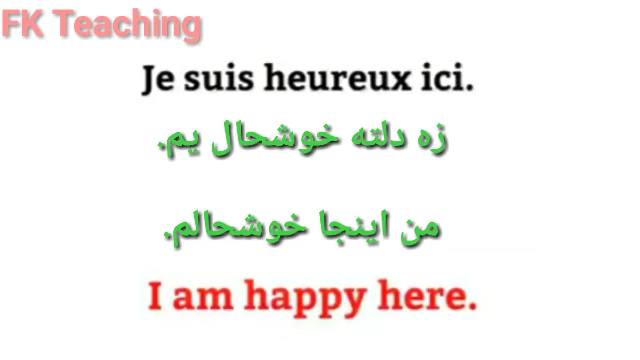 FK Teaching
Je suis heureux ici.
زه دلته خوشحال یم.
من اینجا خوشحالم.
I am happy here.